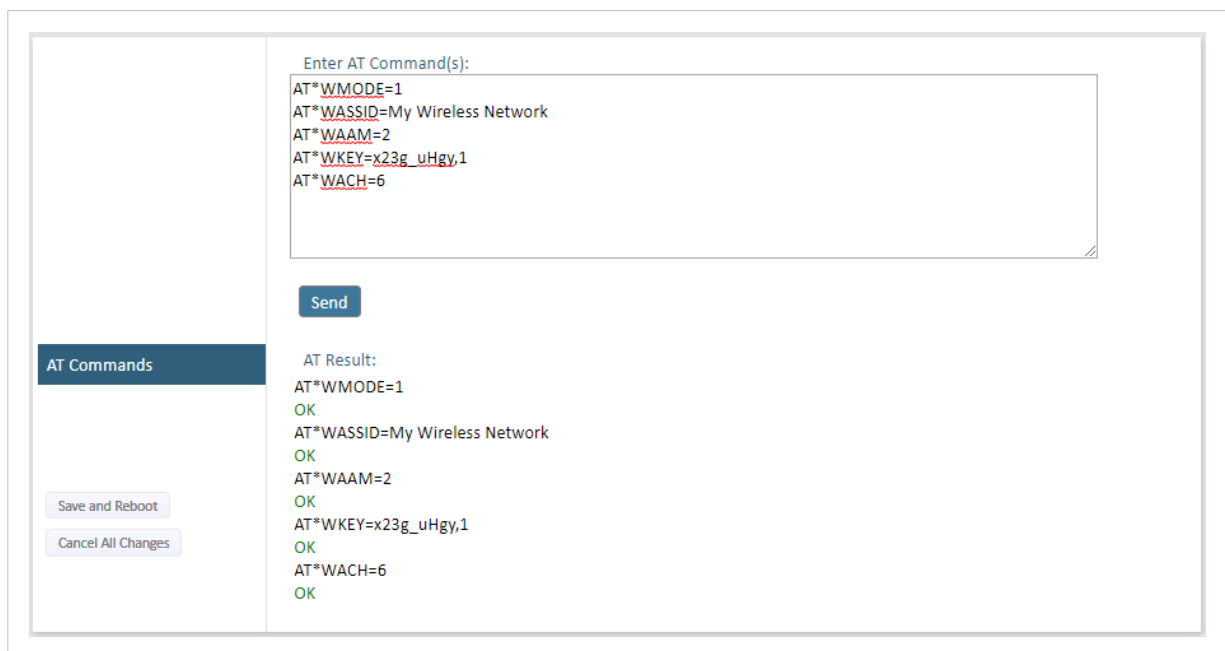 Enter AT Command(s):
AT*WMODE=1
AT*WASSID=My Wireless Network
AT*WAAM=2
AT*WKEY=x23g_uHgy,1
AT*WACH=6
Send
AT Commands
AT Result:
AT*WMODE=1
OK
AT*WASSID=My Wireless Network
OK
AT*WAAM=2
OK
AT*WKEY=x23g_uHgy,1
OK
AT*WACH=6
OK
Save and Reboot
Cancel All Changes